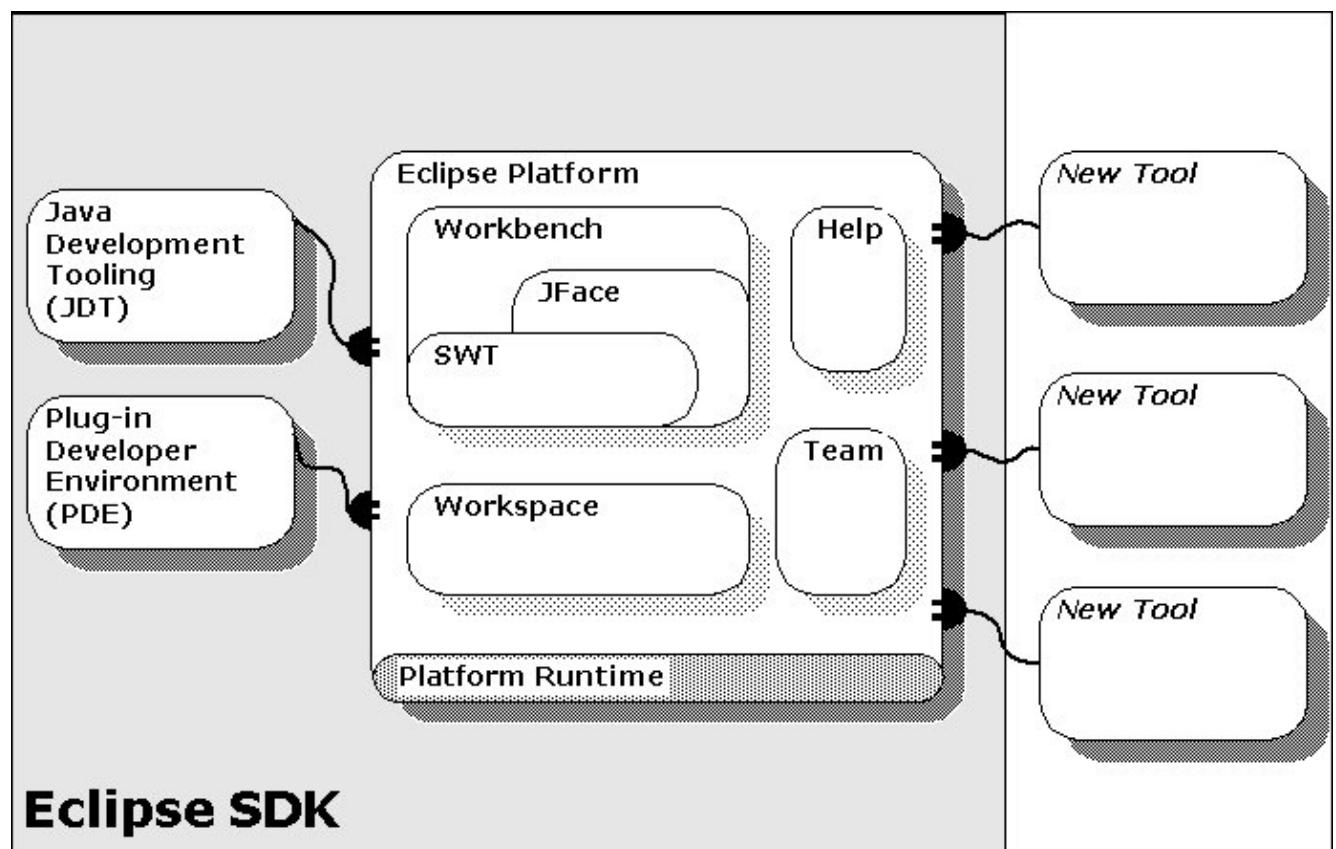 Java
Development
Tooling
(JDT)
Plug-in
Developer
Environment
(PDE)
Eclipse Platform
Workbench
JFace
SWT
Workspace
Help
Team
Platform Runtime
New Tool
New Tool
New Tool
Eclipse SDK